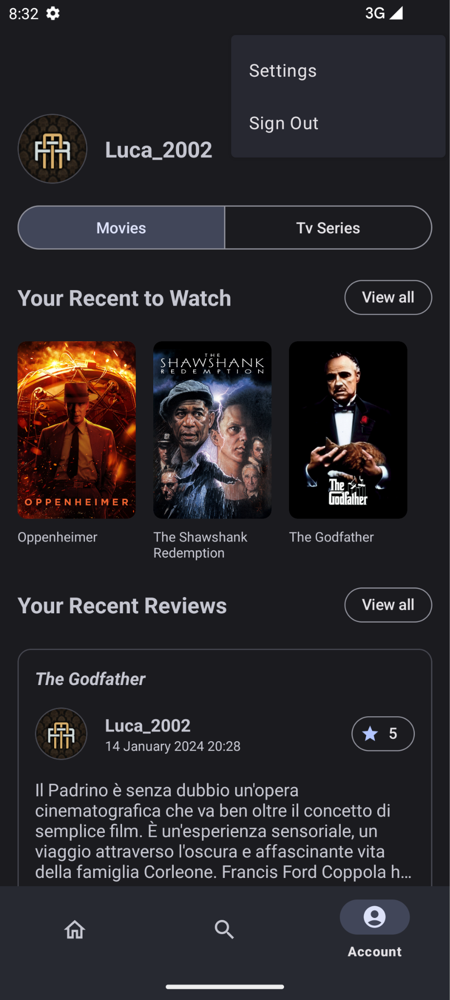 8:32
3G
Settings
Sign Out
Luca_2002
Movies
Tv Series
Your Recent to Watch
View all
OPPENHEIMER
THE
SHAWSHANK
REDEMPTION
The
Godfather
Oppenheimer
The Shawshank
Redemption
The Godfather
Your Recent Reviews
View all
The Godfather
Luca_2002
14 January 2024 20:28
5
Il Padrino è senza dubbio un'opera
cinematografica che va ben oltre il concetto di
semplice film. È un'esperienza sensoriale, un
viaggio attraverso l'oscura e affascinante vita
della famiglia Corleone. Francis Ford Coppola h…
Account